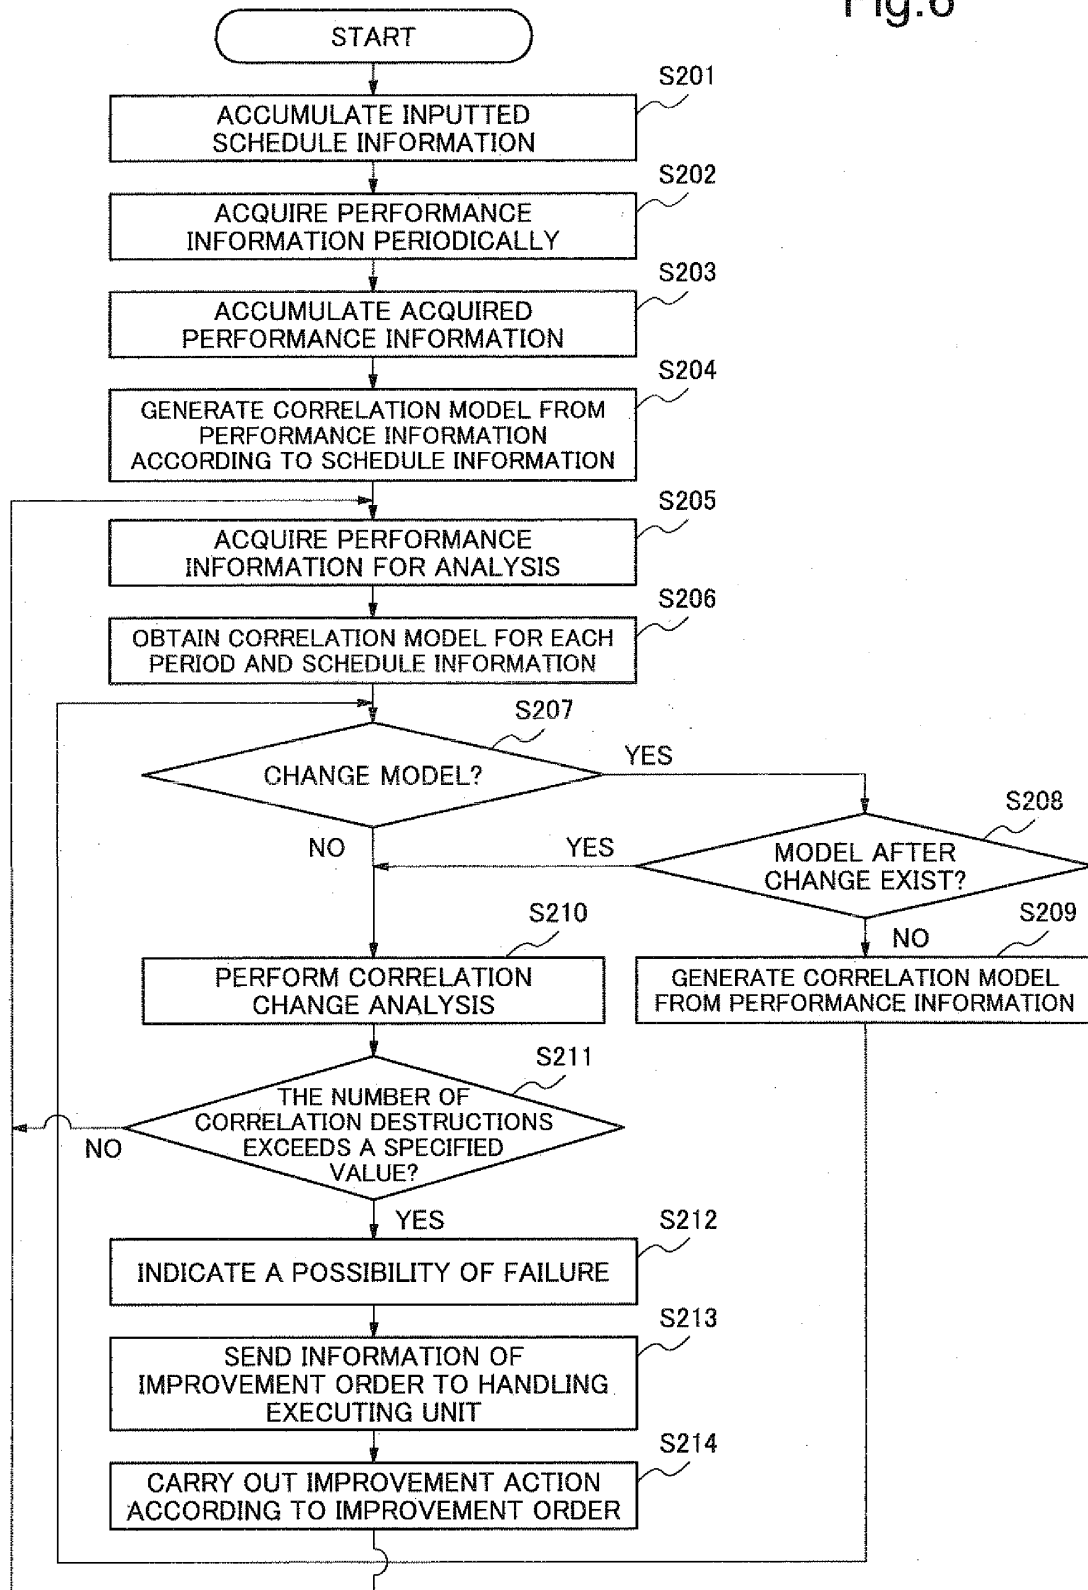 Fig.6
START
S201
ACCUMULATE INPUTTED
SCHEDULE INFORMATION
S202
ACQUIRE PERFORMANCE
INFORMATION PERIODICALLY
S203
ACCUMULATE ACQUIRED
PERFORMANCE INFORMATION
S204
GENERATE CORRELATION MODEL FROM
PERFORMANCE INFORMATION
ACCORDING TO SCHEDULE INFORMATION
S205
ACQUIRE PERFORMANCE
INFORMATION FOR ANALYSIS
S206
OBTAIN CORRELATION MODEL FOR EACH
PERIOD AND SCHEDULE INFORMATION
S207
CHANGE MODEL?
YES
NO
S208
MODEL AFTER
CHANGE EXIST?
YES
NO
S209
GENERATE CORRELATION MODEL
FROM PERFORMANCE INFORMATION
S210
PERFORM CORRELATION
CHANGE ANALYSIS
S211
THE NUMBER OF
CORRELATION DESTRUCTIONS
EXCEEDS A SPECIFIED
VALUE?
NO
YES
S212
INDICATE A POSSIBILITY OF FAILURE
S213
SEND INFORMATION OF
IMPROVEMENT ORDER TO HANDLING
EXECUTING UNIT
S214
CARRY OUT IMPROVEMENT ACTION
ACCORDING TO IMPROVEMENT ORDER